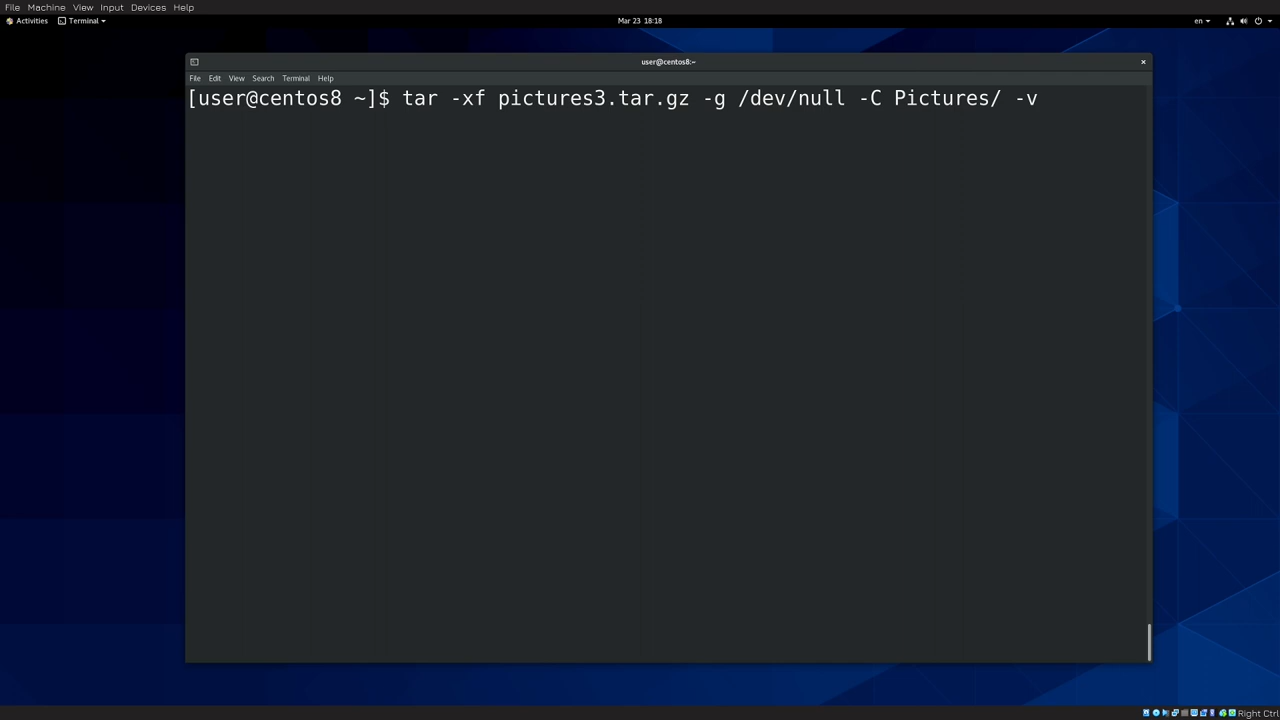 File Machine View Input Devices Help
Activities Terminal Mar 23 18:18 en
user@centos8:~
File Edit View Search Terminal Help
[user@centos8 ~]$ tar -xf pictures3.tar.gz -g /dev/null -C Pictures/ -v
Right Ctrl